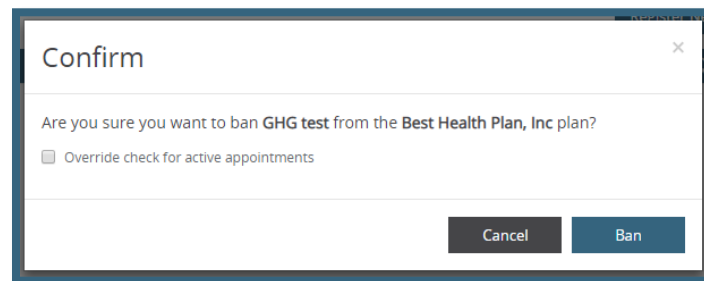 Confirm
×
Are you sure you want to ban GHG test from the Best Health Plan, Inc plan?
Override check for active appointments
Cancel
Ban